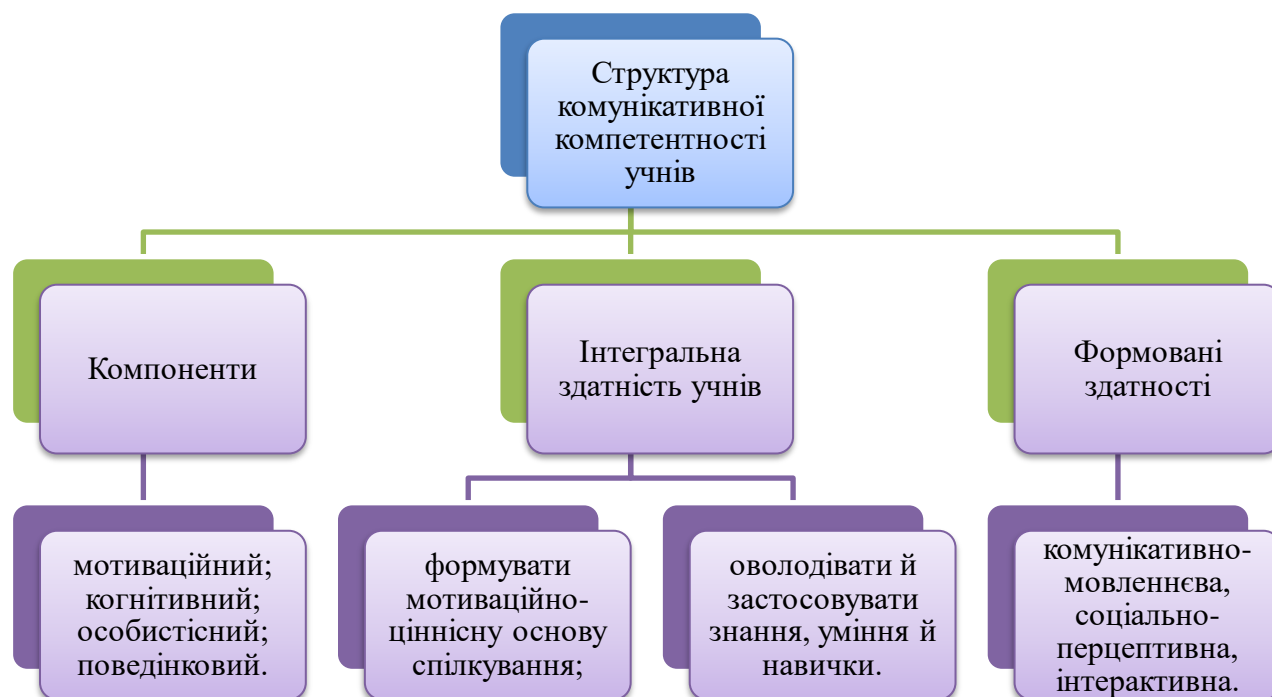 Структура
комунікативної
компетентності
учнів
Компоненти
Інтегральна
здатність учнів
Формовані
здатності
мотиваційний;
когнітивний;
особистісний;
поведінковий.
формувати
мотиваційно-
ціннісну основу
спілкування;
оволодівати й
застосовувати
знання, уміння й
навички.
комунікативно-
мовленнєва,
соціально-
перцептивна,
інтерактивна.